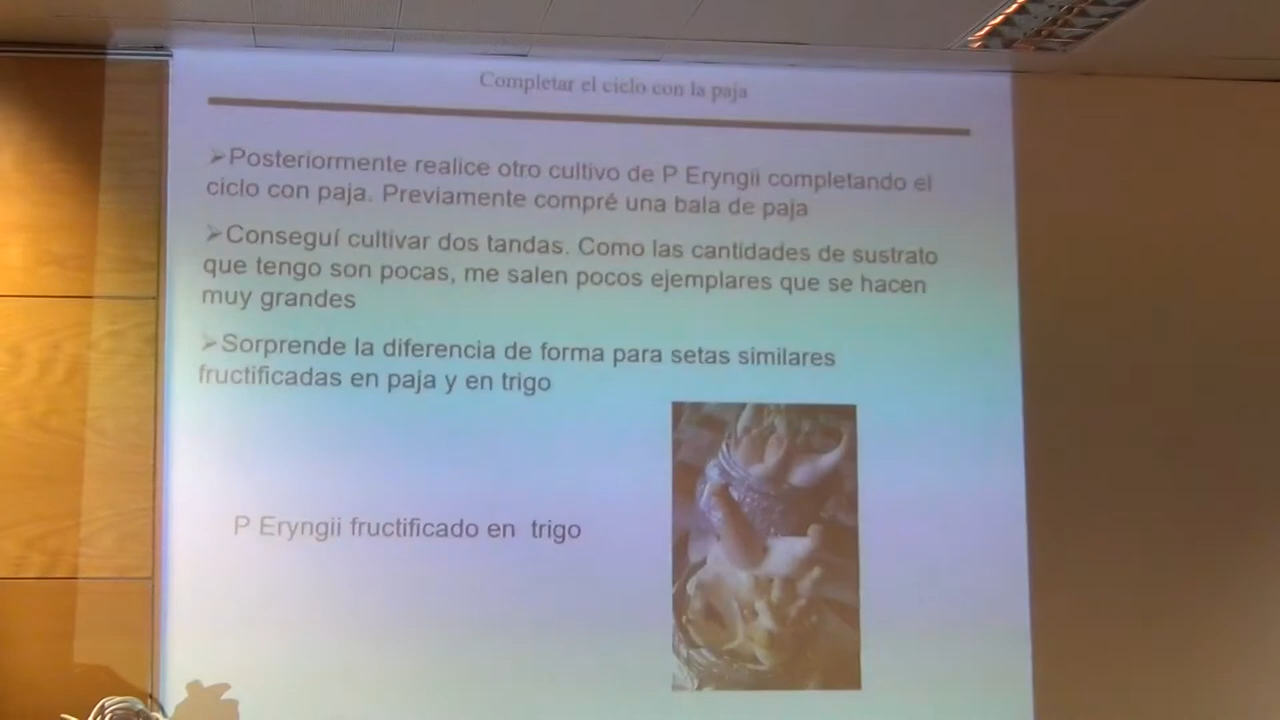 Completar el ciclo con la paja
➢Posteriormente realice otro cultivo de P Eryngii completando el
ciclo con paja. Previamente compré una bala de paja
➢Conseguí cultivar dos tandas. Como las cantidades de sustrato
que tengo son pocas, me salen pocos ejemplares que se hacen
muy grandes
➢Sorprende la diferencia de forma para setas similares
fructificadas en paja y en trigo
P Eryngii fructificado en trigo